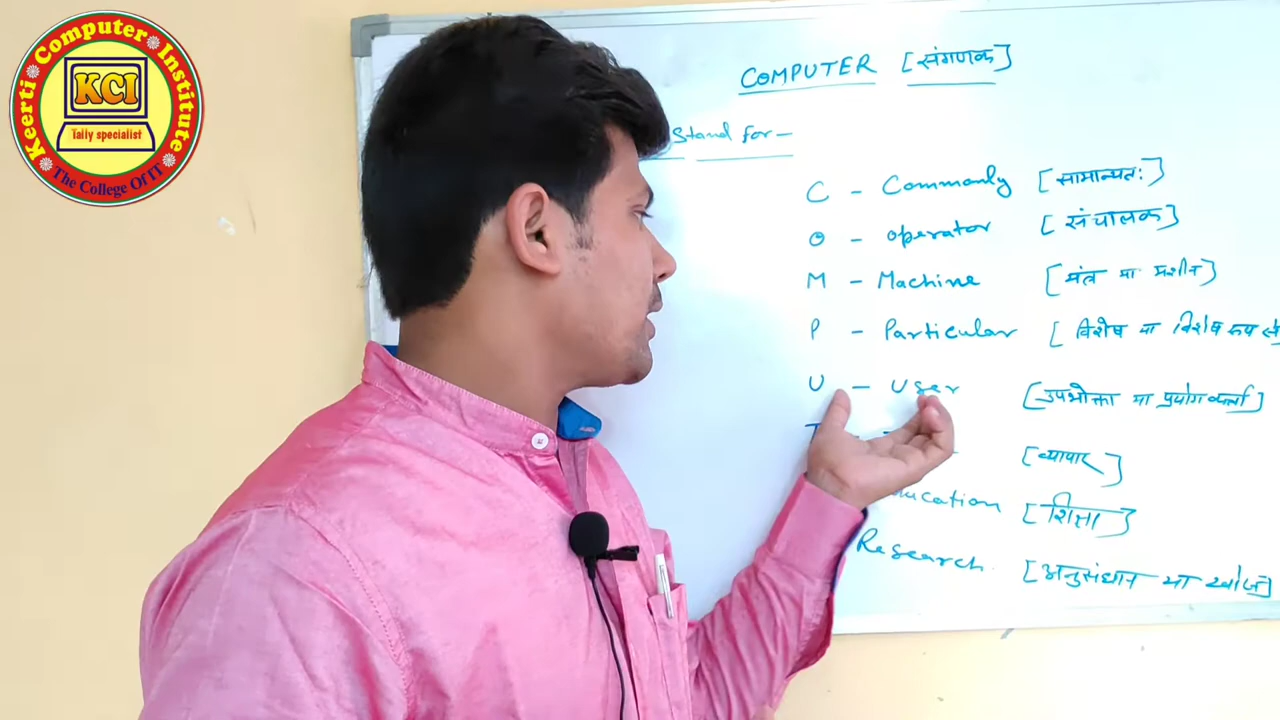 Keerti Computer Institute
KCI
Tally specialist
The College Of IT
COMPUTER [संगणक]
Stand for -
C - Commonly [सामान्यतः]
O - Operator [संचालक]
M - Machine [यंत्र या मशीन]
P - Particular [विशेष या विशेष रूप से
U - User [उपभोक्ता या प्रयोगकर्ता]
[व्यापार]
ucation [शिक्षा]
Research [अनुसंधान या खोज]